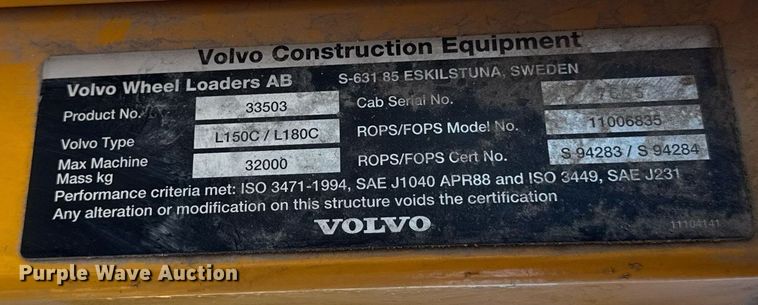 Volvo Construction Equipment
Volvo Wheel Loaders AB S-631 85 ESKILSTUNA, SWEDEN
Product No. 33503 Cab Serial No.
Volvo Type L150C / L180C ROPS/FOPS Model No. 11006835
Max Machine Mass kg 32000 ROPS/FOPS Cert No. S 94283 / S 94284
Performance criteria met: ISO 3471-1994, SAE J1040 APR88 and ISO 3449, SAE J231
Any alteration or modification on this structure voids the certification
VOLVO
11104141
Purple Wave Auction